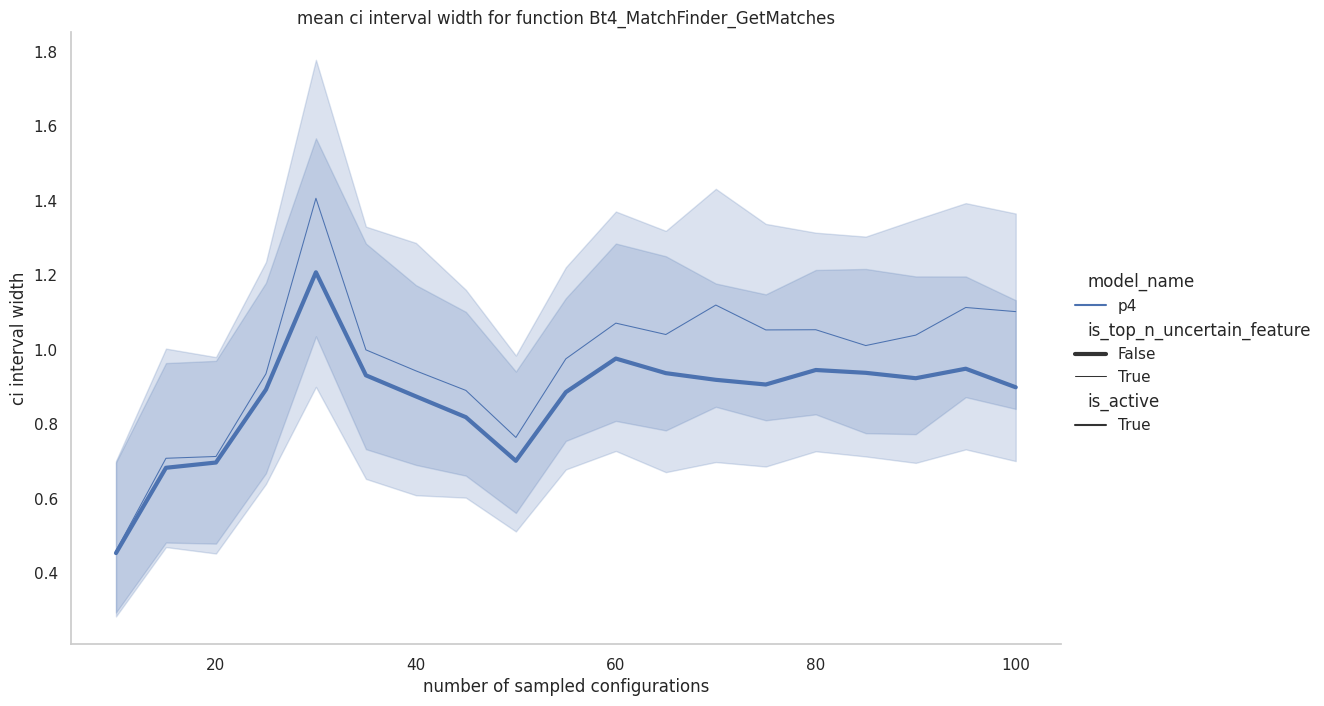 mean ci interval width for function Bt4_MatchFinder_GetMatches
1.8
1.6
1.4
1.2
1.0
0.8
0.6
0.4
ci interval width
20
40
60
80
100
number of sampled configurations
model_name
p4
is_top_n_uncertain_feature
False
True
is_active
True